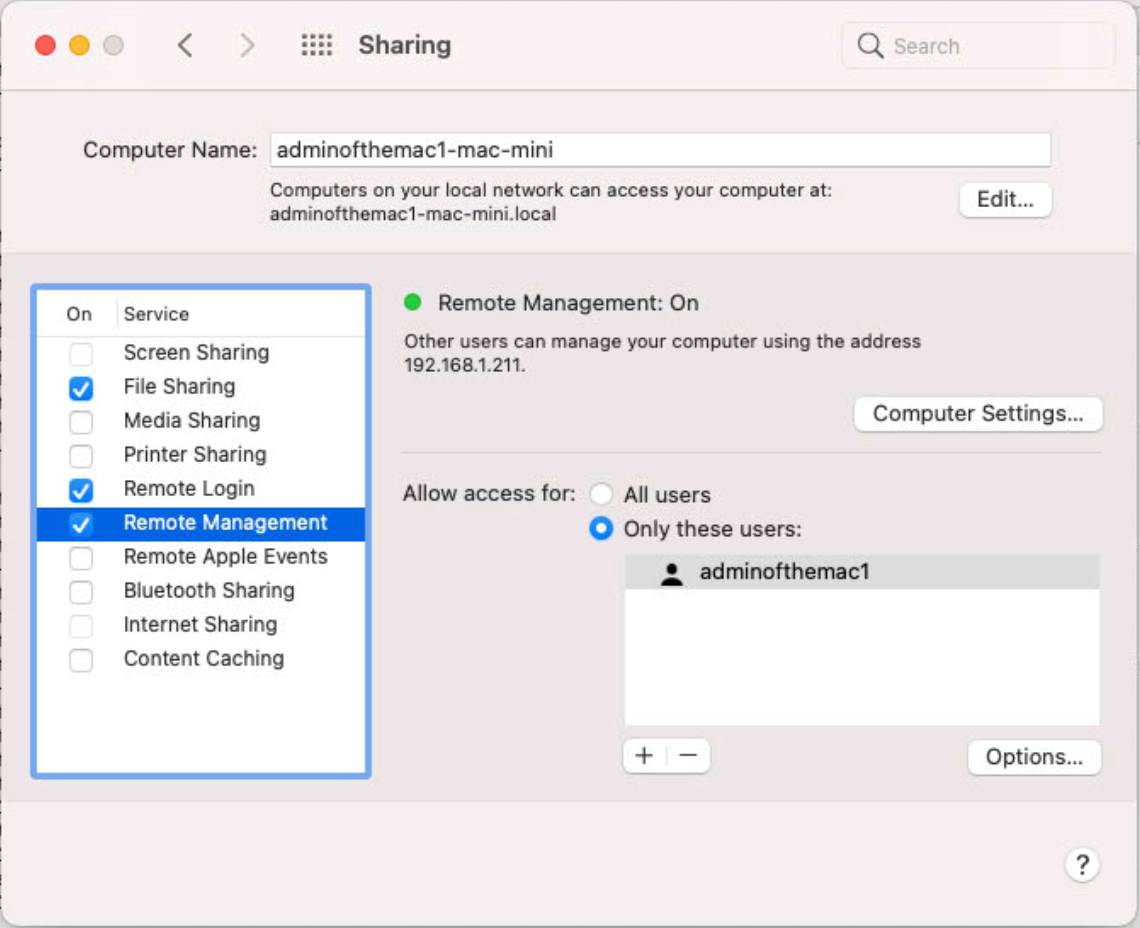 Sharing
Search
Computer Name: adminofthemac1-mac-mini
Computers on your local network can access your computer at:
adminofthemac1-mac-mini.local
Edit...
On Service
Screen Sharing
File Sharing
Media Sharing
Printer Sharing
Remote Login
Remote Management
Remote Apple Events
Bluetooth Sharing
Internet Sharing
Content Caching
Remote Management: On
Other users can manage your computer using the address
192.168.1.211.
Computer Settings...
Allow access for: All users
Only these users:
adminofthemac1
+ −
Options...
?